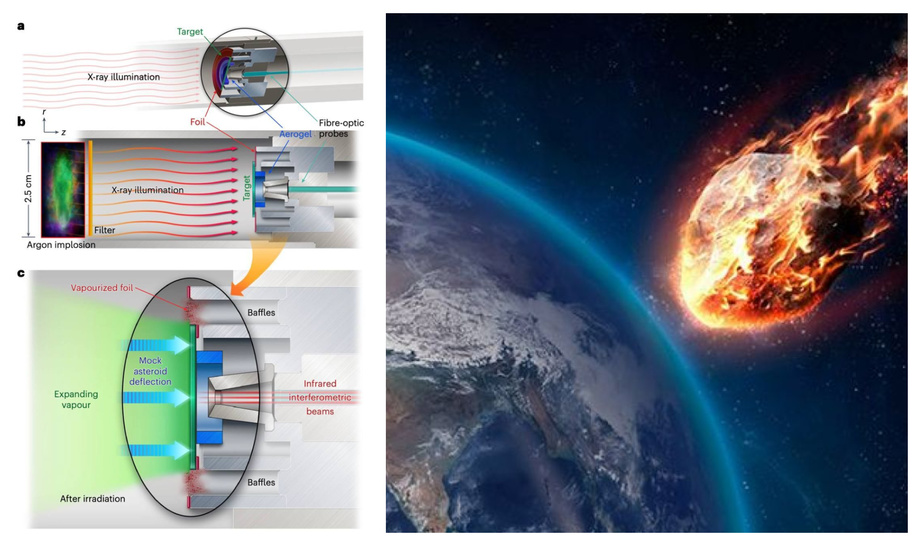 a
Target
X-ray illumination
Foil
Aerogel
Fibre-optic
probes
r
z
b
2.5 cm
X-ray illumination
Target
Filter
Argon implosion
c
Vapourized foil
Baffles
Mock
asteroid
deflection
Expanding
vapour
Infrared
interferometric
beams
After irradiation
Baffles